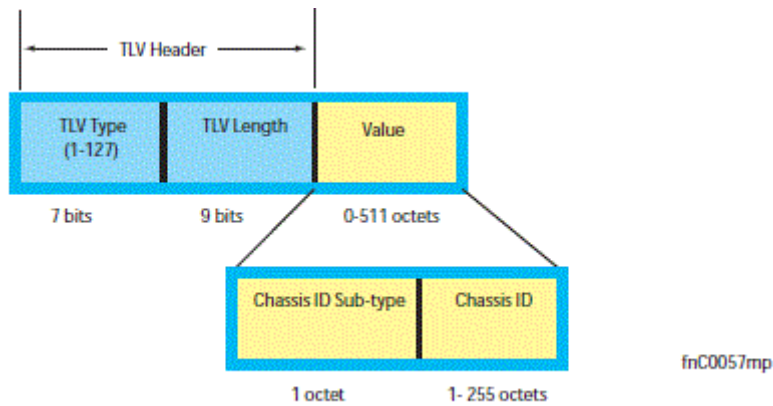 TLV Header
TLV Type
(1-127)
TLV Length
Value
7 bits
9 bits
0-511 octets
Chassis ID Sub-type
Chassis ID
fnC0057mp
1 octet
1- 255 octets